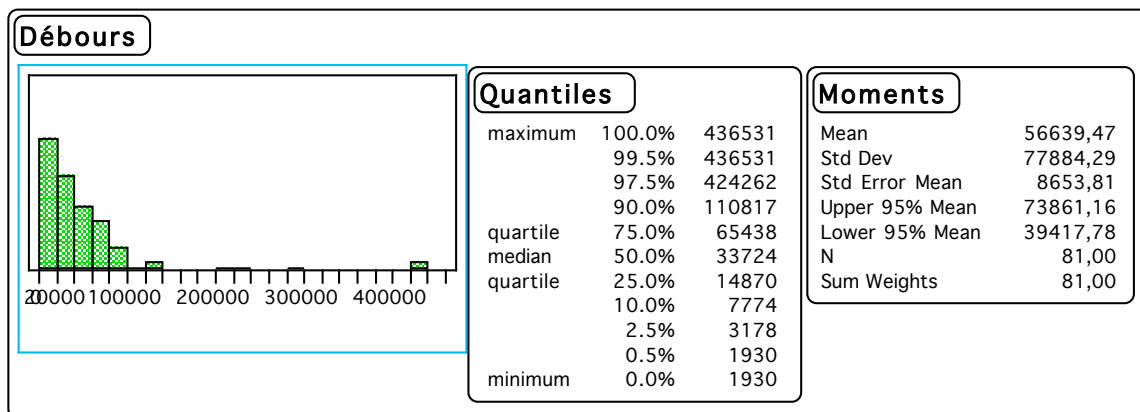 Débours
Quantiles
maximum 100.0% 436531
99.5% 436531
97.5% 424262
90.0% 110817
quartile 75.0% 65438
median 50.0% 33724
quartile 25.0% 14870
10.0% 7774
2.5% 3178
0.5% 1930
minimum 0.0% 1930
Moments
Mean 56639,47
Std Dev 77884,29
Std Error Mean 8653,81
Upper 95% Mean 73861,16
Lower 95% Mean 39417,78
N 81,00
Sum Weights 81,00
100000 200000 300000 400000